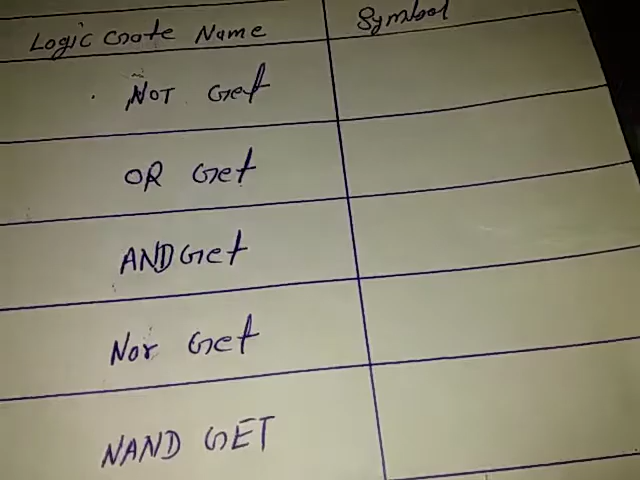 Logic Gate Name
Symbol
NOT Get
OR Get
AND Get
Nor Get
NAND GET